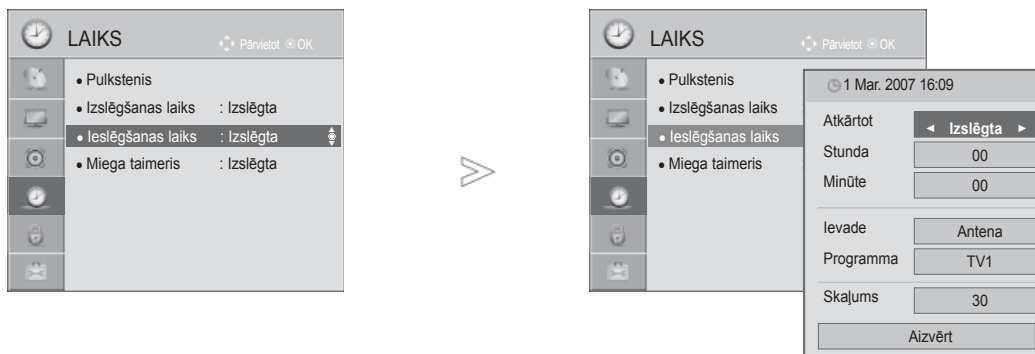 LAIKS
Pārvietot OK
• Pulkstenis
• Izslēgšanas laiks : Izslēgta
• Ieslēgšanas laiks : Izslēgta
• Miega taimeris : Izslēgta
LAIKS
Pārvietot OK
• Pulkstenis
• Izslēgšanas laiks
• Ieslēgšanas laiks
• Miega taimeris
1 Mar. 2007 16:09
Atkārtot ◄ Izslēgta ►
Stunda 00
Minūte 00
Ievade Antena
Programma TV1
Skaļums 30
Aizvērt